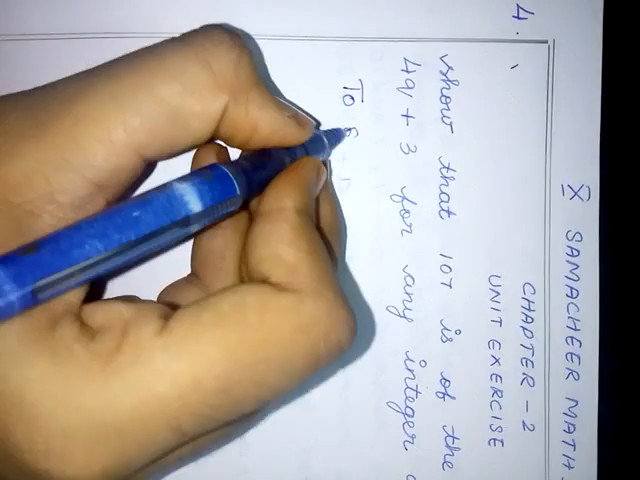 X SAMACHEER MATH
CHAPTER - 2
UNIT EXERCISE
4.
show that 107 is of the
4q + 3 for any integer
To